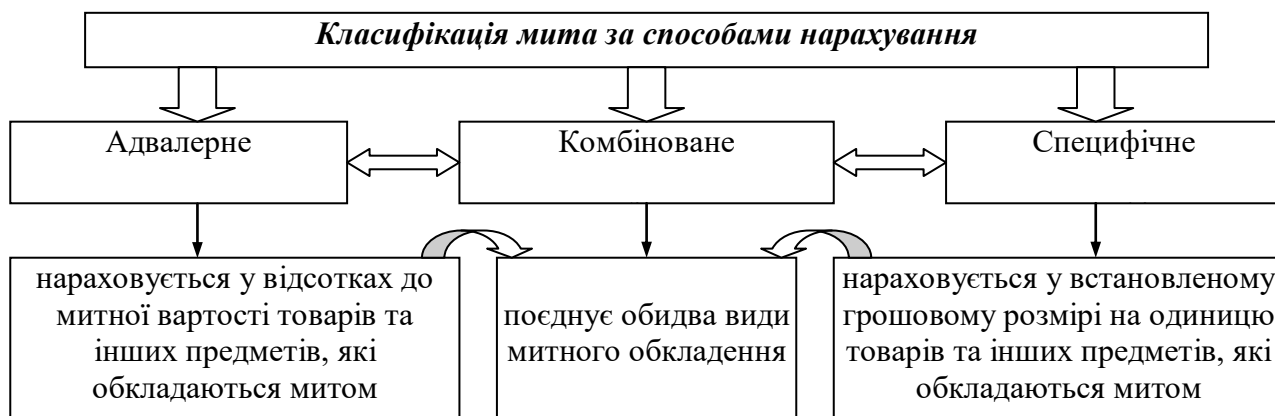 Класифікація мита за способами нарахування
Адвалерне
Комбіноване
Специфічне
нараховується у відсотках до
митної вартості товарів та
інших предметів, які
обкладаються митом
поєднує обидва види
митного обкладення
нараховується у встановленому
грошовому розмірі на одиницю
товарів та інших предметів, які
обкладаються митом